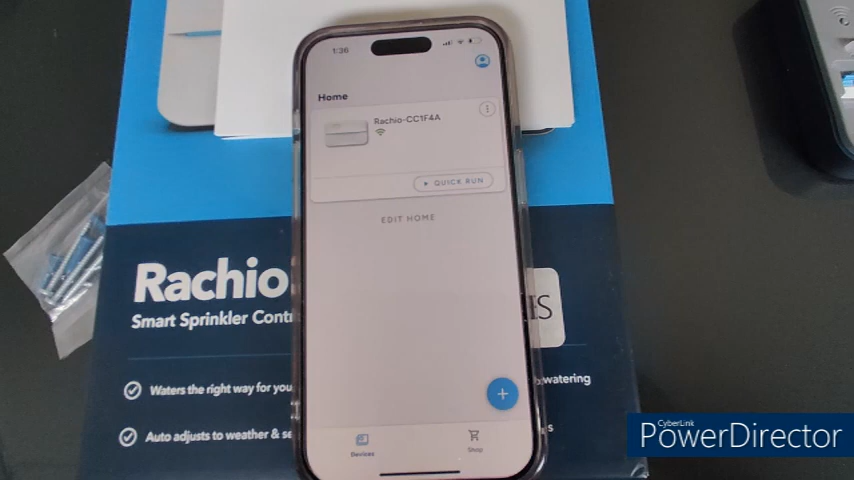 1:36
Home
Rachio-CC1F4A
QUICK RUN
EDIT HOME
Rachio
Smart Sprinkler Contr
Waters the right way for you
watering
Auto adjusts to weather & se
s
Devices
Shop
CyberLink
PowerDirector